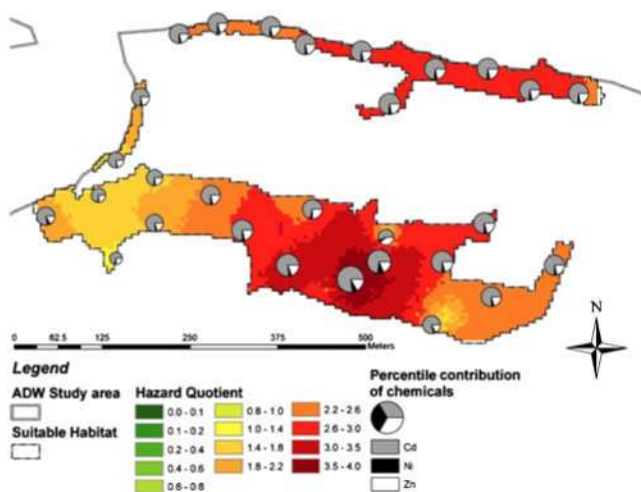 N
0 62.5 125 250 375 500
Meters
Legend
ADW Study area
Suitable Habitat
Hazard Quotient
0.0 - 0.1
0.1 - 0.2
0.2 - 0.4
0.4 - 0.6
0.6 - 0.8
0.8 - 1.0
1.0 - 1.4
1.4 - 1.8
1.8 - 2.2
2.2 - 2.6
2.6 - 3.0
3.0 - 3.5
3.5 - 4.0
Percentile contribution
of chemicals
Cd
Ni
Zn